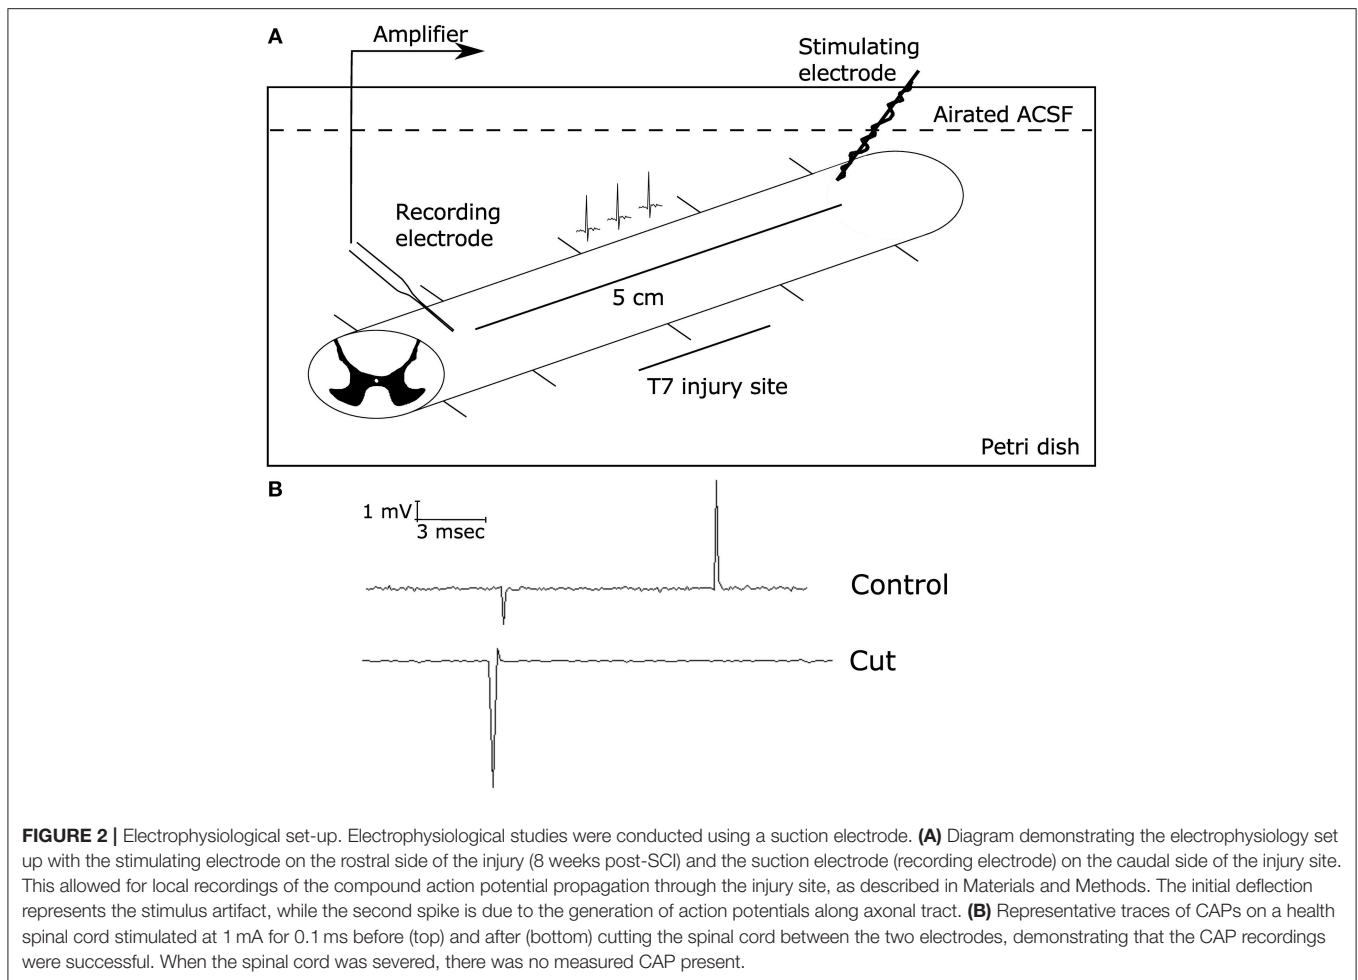 A
Amplifier
Stimulating
electrode
Airated ACSF
Recording
electrode
5 cm
T7 injury site
Petri dish
B
1 mV
3 msec
Control
Cut
FIGURE 2 | Electrophysiological set-up. Electrophysiological studies were conducted using a suction electrode. (A) Diagram demonstrating the electrophysiology set
up with the stimulating electrode on the rostral side of the injury (8 weeks post-SCI) and the suction electrode (recording electrode) on the caudal side of the injury site.
This allowed for local recordings of the compound action potential propagation through the injury site, as described in Materials and Methods. The initial deflection
represents the stimulus artifact, while the second spike is due to the generation of action potentials along axonal tract. (B) Representative traces of CAPs on a health
spinal cord stimulated at 1 mA for 0.1 ms before (top) and after (bottom) cutting the spinal cord between the two electrodes, demonstrating that the CAP recordings
were successful. When the spinal cord was severed, there was no measured CAP present.